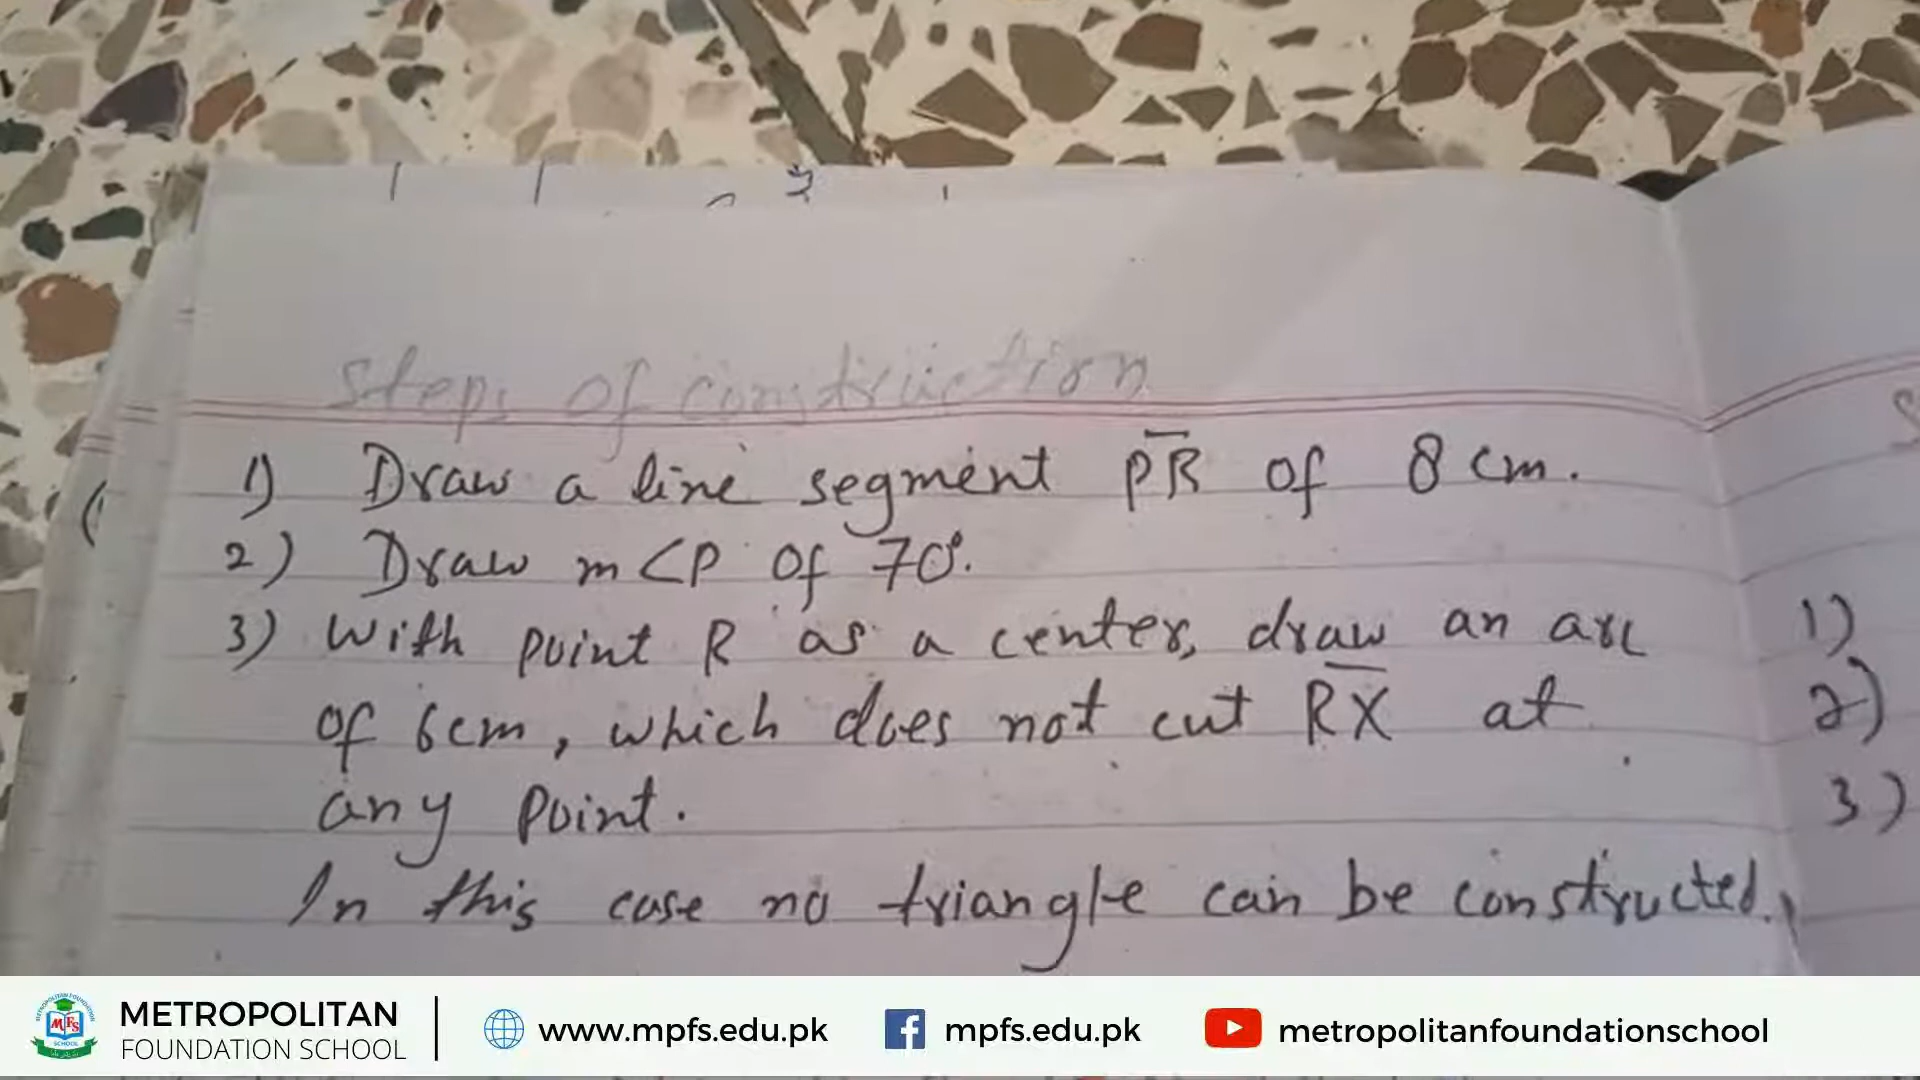 Steps of construction
1) Draw a line segment P̅R̅ of 8 cm.
2) Draw m<P of 70°.
3) With point R as a center, draw an arc
of 6cm, which does not cut R̅X̅ at
any point.
In this case no triangle can be constructed.
1)
2)
3)
METROPOLITAN
FOUNDATION SCHOOL
www.mpfs.edu.pk
mpfs.edu.pk
metropolitanfoundationschool
MFS
SCHOOL